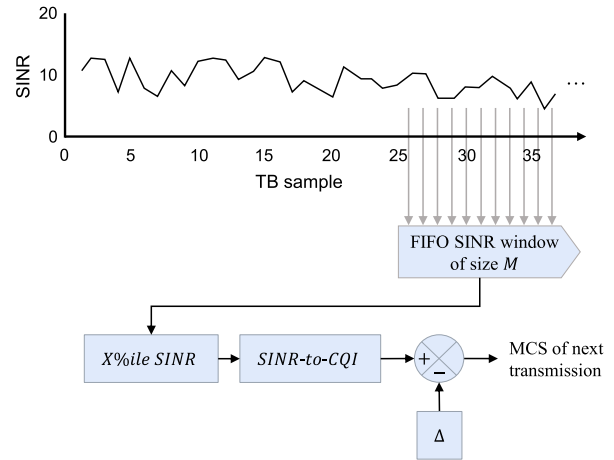 20
SINR
10
0
0
5
10
15
20
25
30
35
...
TB sample
FIFO SINR window
of size M
X%ile SINR
SINR-to-CQI
+
−
MCS of next
transmission
Δ